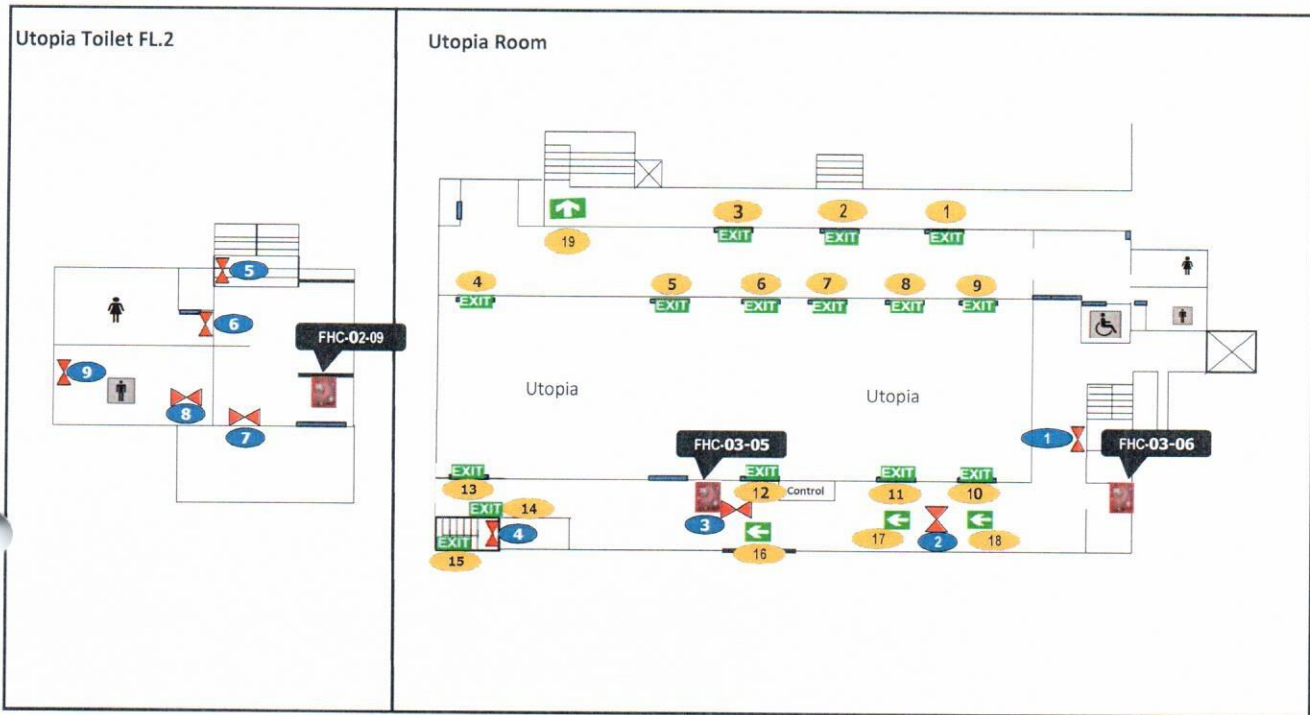 Utopia Toilet FL.2
5
6
FHC-02-09
9
8
7
Utopia Room
3
2
1
EXIT
EXIT
EXIT
19
4
5
6
7
8
9
EXIT
EXIT
EXIT
EXIT
EXIT
EXIT
Utopia
Utopia
1
FHC-03-05
FHC-03-06
EXIT
EXIT
EXIT
EXIT
13
12
Control
11
10
EXIT
14
3
4
EXIT
15
16
17
2
18